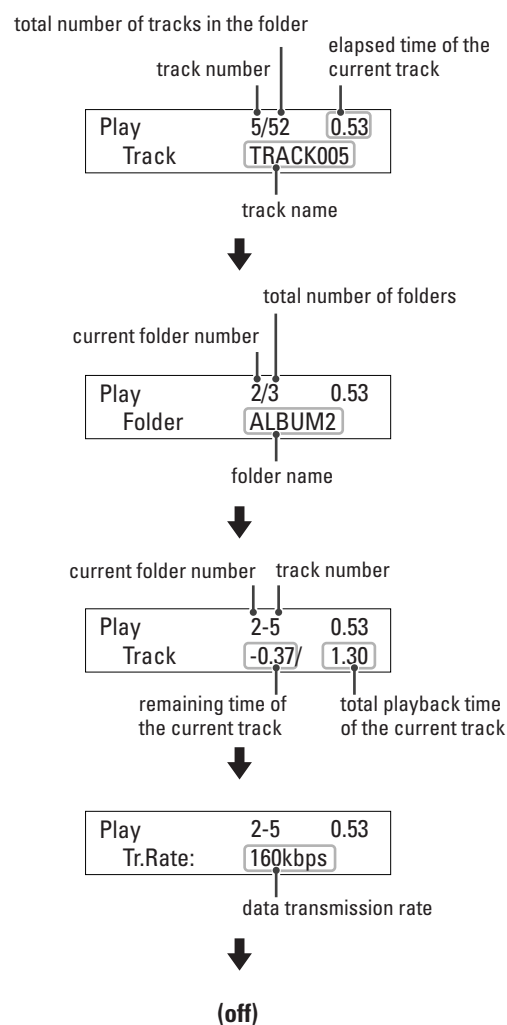 total number of tracks in the folder
elapsed time of the
current track
track number
Play 5/52 0.53
Track TRACK005
track name
total number of folders
current folder number
Play 2/3 0.53
Folder ALBUM2
folder name
current folder number track number
Play 2-5 0.53
Track -0.37/ 1.30
remaining time of
the current track
total playback time
of the current track
Play 2-5 0.53
Tr.Rate: 160kbps
data transmission rate
(off)